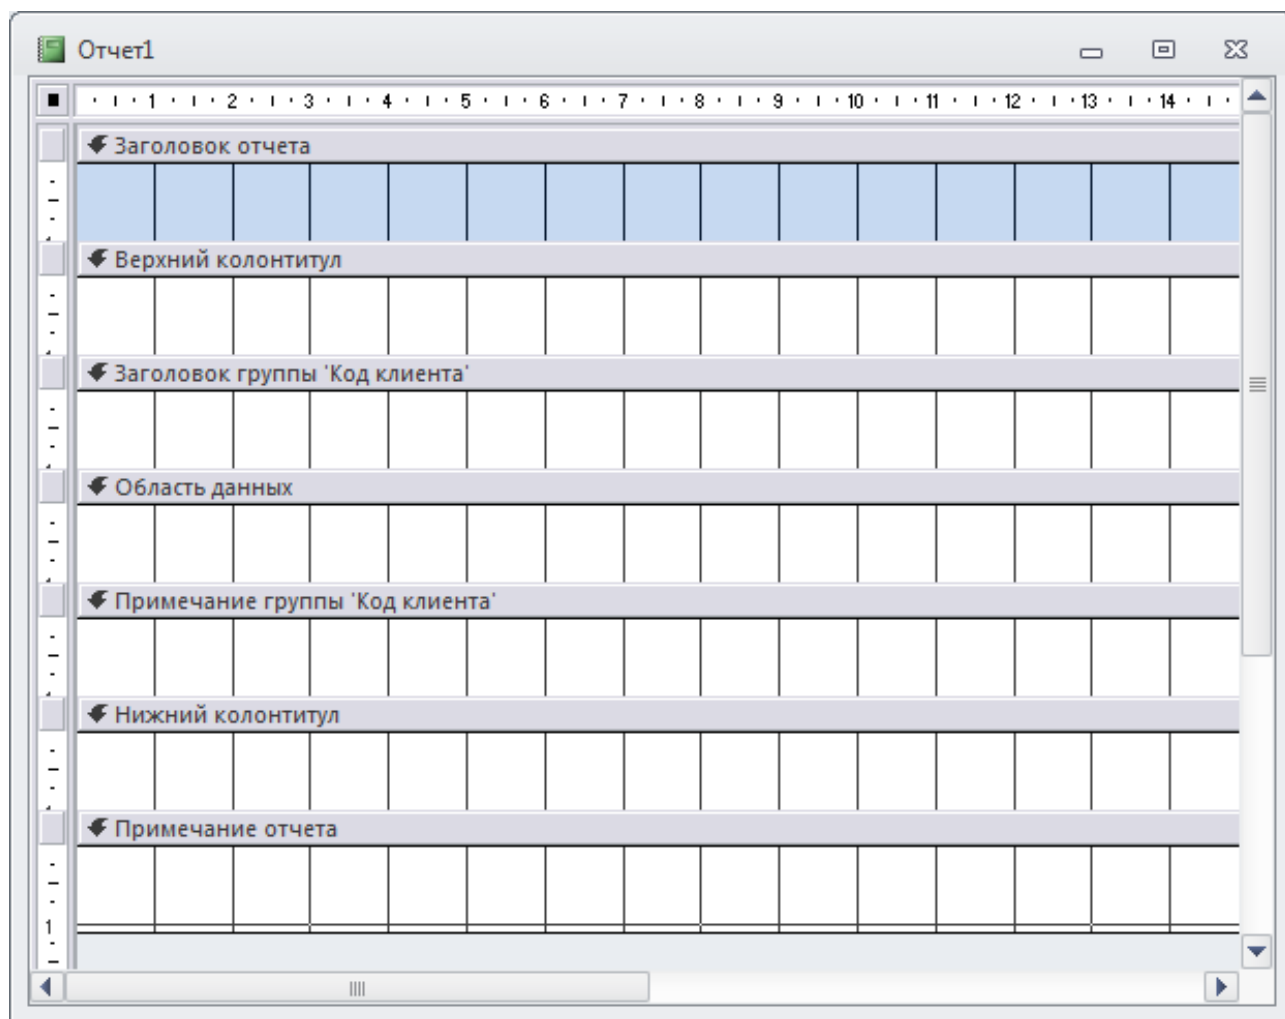 Отчет1
1 2 3 4 5 6 7 8 9 10 11 12 13 14
Заголовок отчета
Верхний колонтитул
Заголовок группы 'Код клиента'
Область данных
Примечание группы 'Код клиента'
Нижний колонтитул
Примечание отчета
1